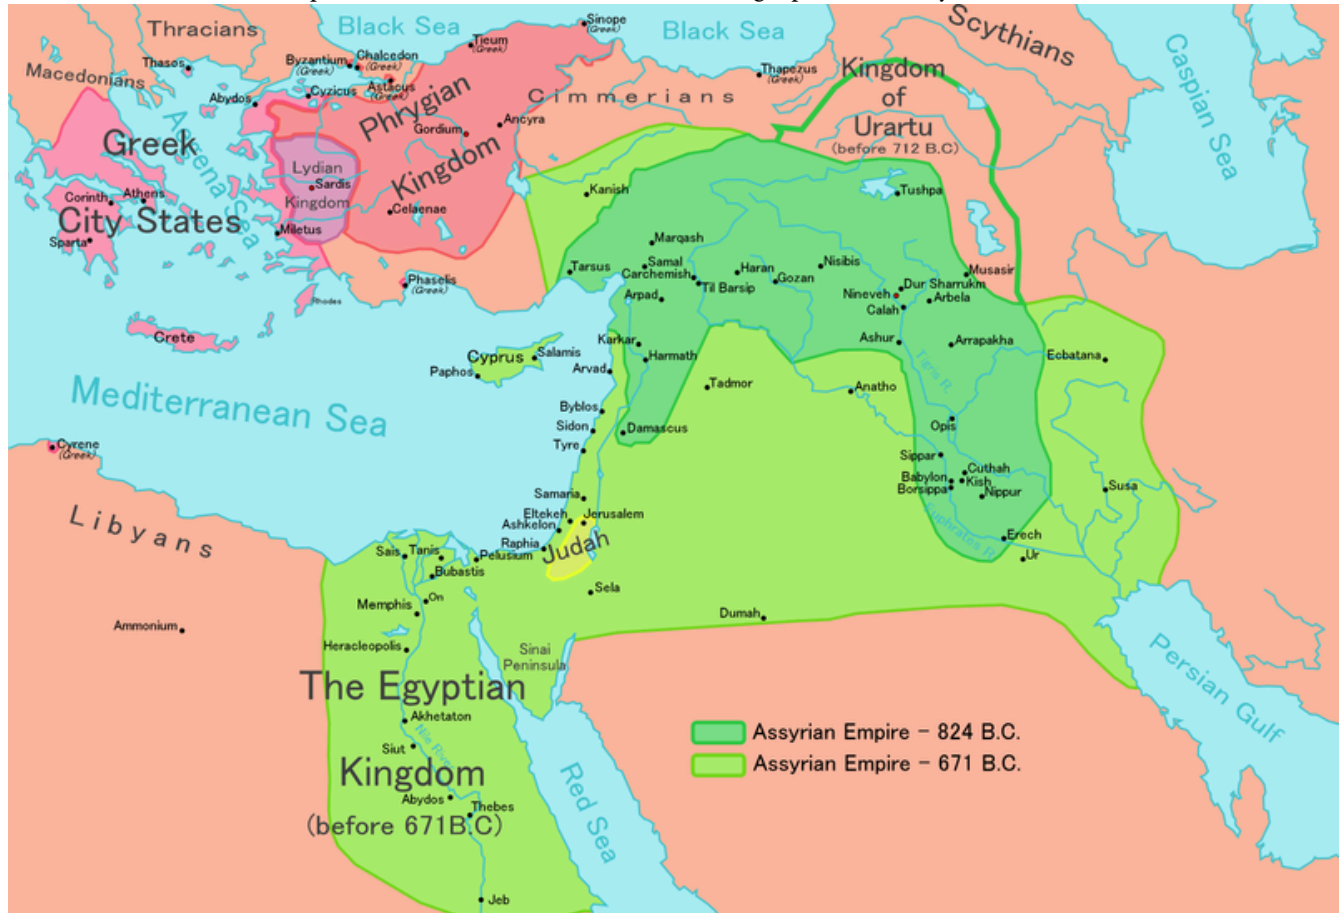 Thracians
Black Sea
Sinope
(Greek)
Black Sea
Scythians
Tieum
(Greek)
Macedonians
Thasos
Byzantium
(Greek)
Chalcedon
(Greek)
Astacus
(Greek)
Cyzicus
Abydos
Thapezus
(Greek)
Kingdom
of
Urartu
(before 712 B.C)
Caspian Sea
Cimmerians
Phrygian
Kingdom
Gordium
Ancyra
Greek
City States
Sea
Lydian
Kingdom
Sardis
Celaenae
Corinth
Athens
Sparta
Miletus
Kanish
Tushpa
Marqash
Tarsus
Samal
Carchemish
Haran
Nisibis
Gozan
Til Barsip
Musasir
Dur Sharrukm
Nineveh
Arbela
Calah
Phaselis
(Greek)
Rhodes
Arpad
Crete
Karkar
Ashur
Arrapakha
Cyprus
Salamis
Paphos
Harmath
Arvad
Ecbatana
Tigris R.
Tadmor
Anatho
Mediterranean Sea
Byblos
Sidon
Damascus
Tyre
Opis
Cyrene
(Greek)
Sippar
Cuthah
Babylon
Kish
Borsippa
Nippur
Susa
Samaria
Eltekeh
Jerusalem
Ashkelon
Euphrates R.
Libyans
Raphia
Judah
Erech
Ur
Sais
Tanis
Pelusium
Bubastis
On
Sela
Memphis
Dumah
Ammonium
Heracleopolis
Sinai
Peninsula
Persian Gulf
The Egyptian
Kingdom
(before 671B.C)
Akhetaton
Nile River
Siut
Assyrian Empire - 824 B.C.
Assyrian Empire - 671 B.C.
Red Sea
Abydos
Thebes
Jeb